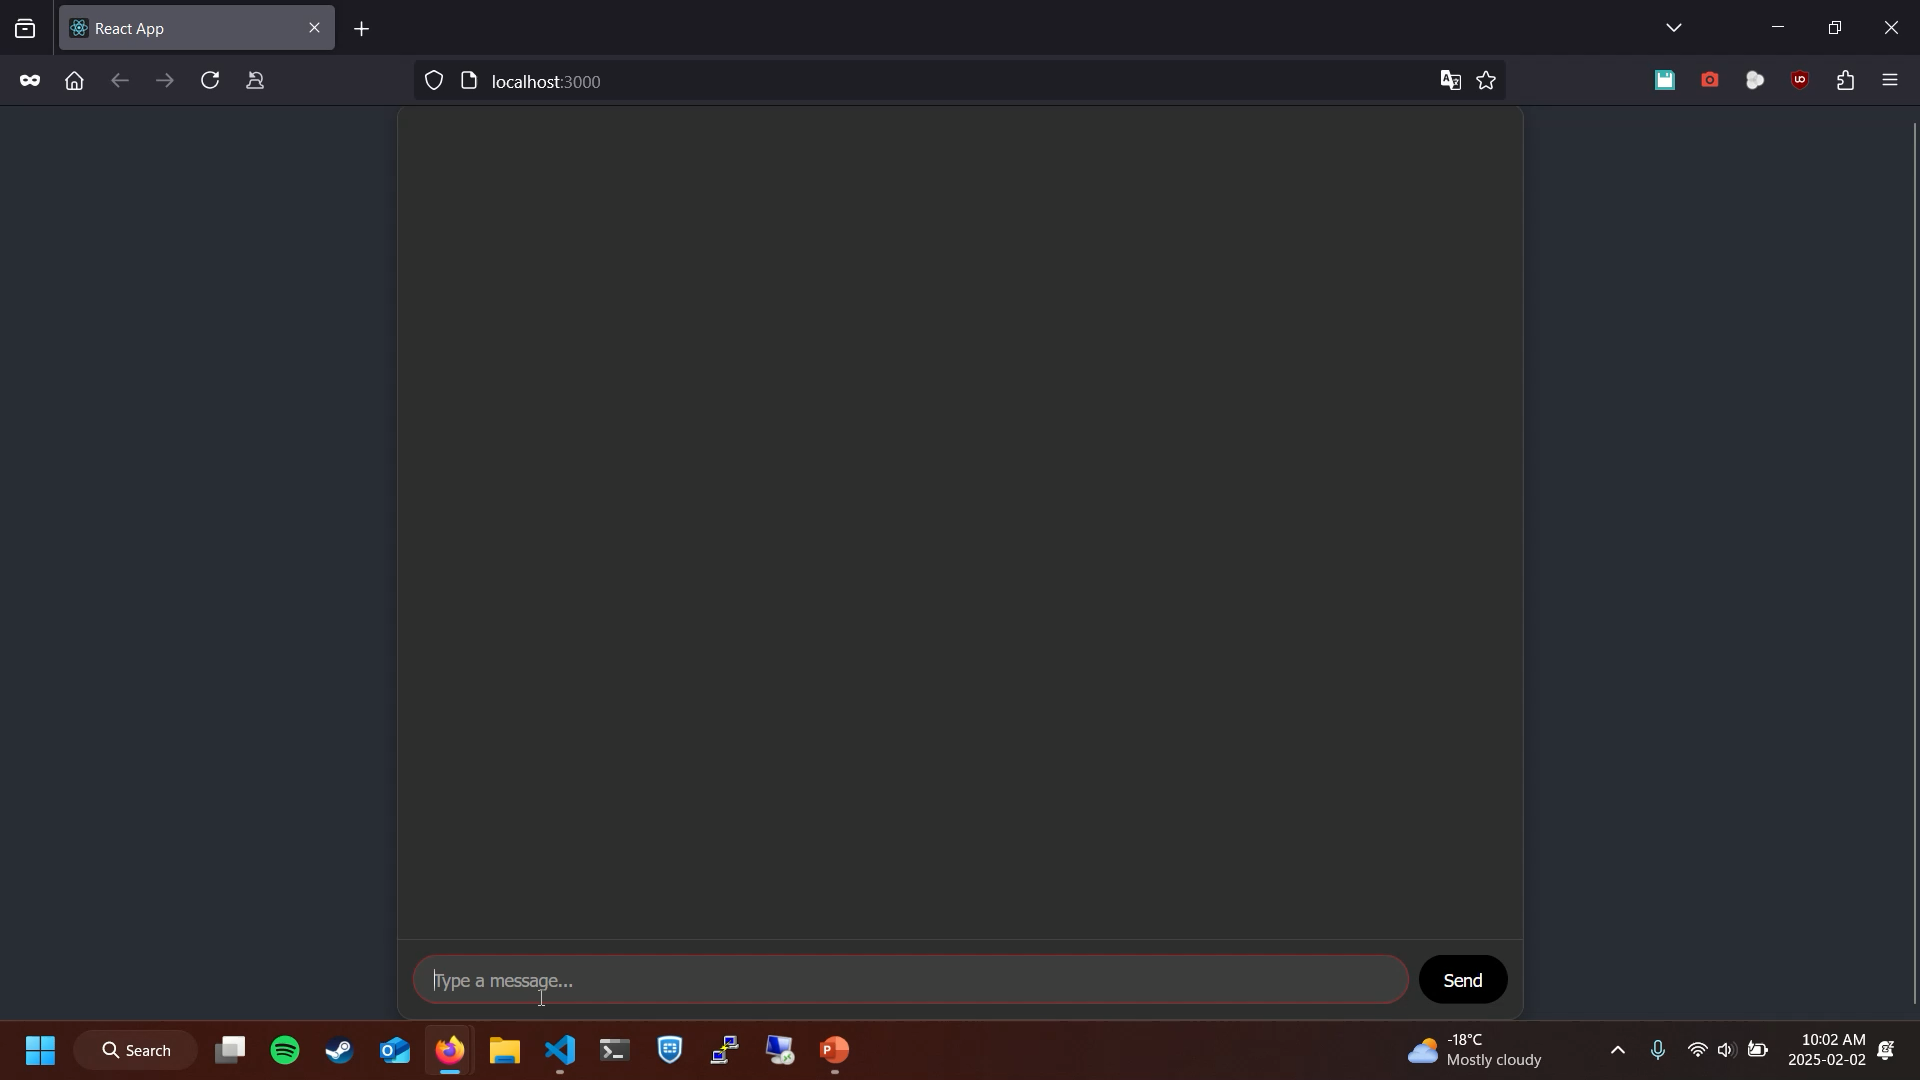 React App
localhost:3000
Type a message...
Send
Search
-18°C
Mostly cloudy
10:02 AM
2025-02-02